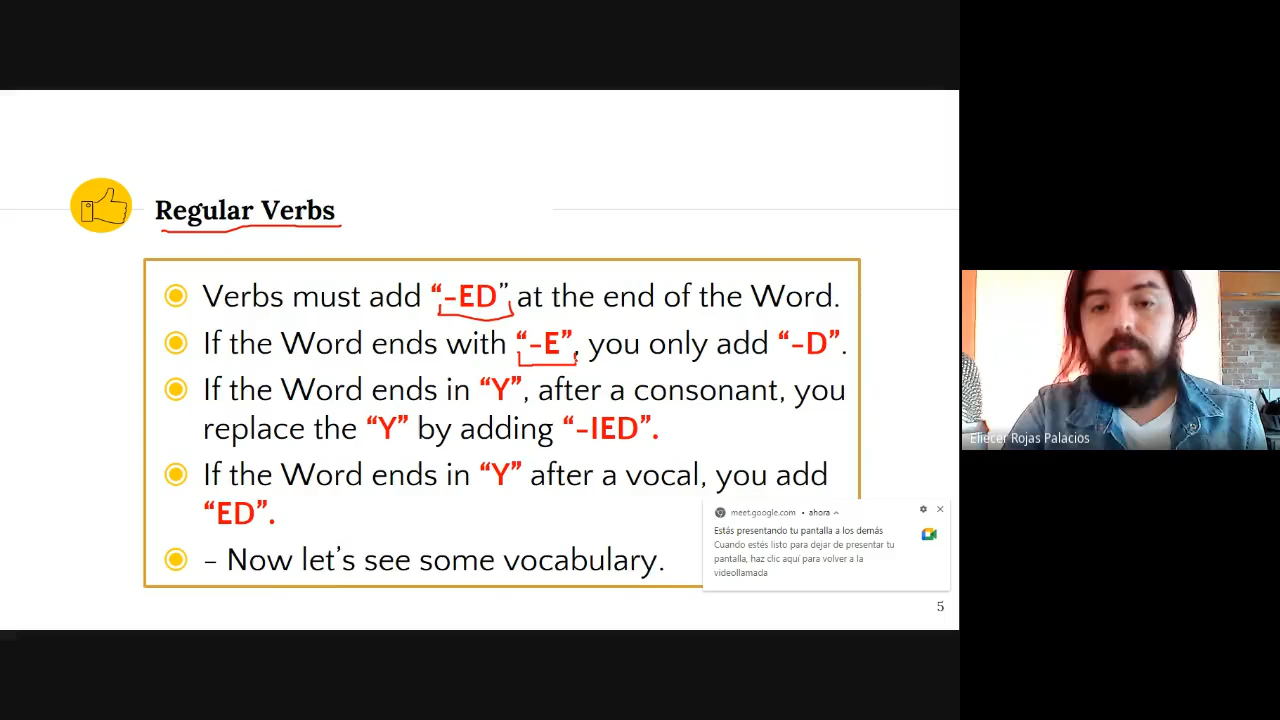 Regular Verbs
Verbs must add “-ED” at the end of the Word.
If the Word ends with “-E”, you only add “-D”.
If the Word ends in “Y”, after a consonant, you
replace the “Y” by adding “-IED”.
If the Word ends in “Y” after a vocal, you add
“ED”.
– Now let’s see some vocabulary.
meet.google.com • ahora
Estás presentando tu pantalla a los demás
Cuando estés listo para dejar de presentar tu
pantalla, haz clic aquí para volver a la
videollamada
5
Eliecer Rojas Palacios